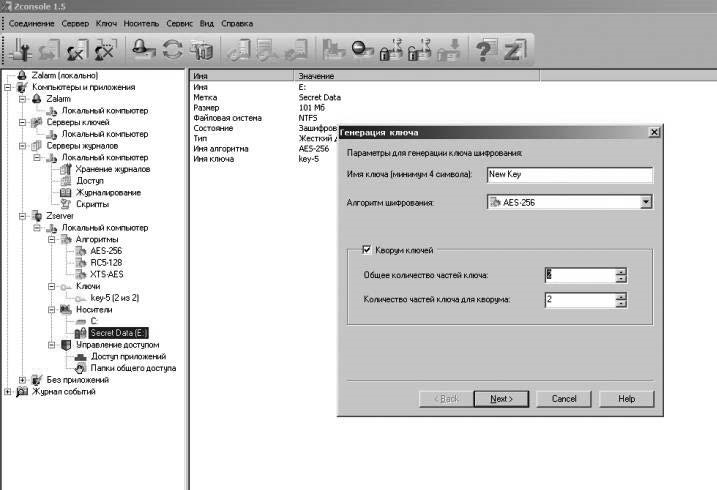 Zconsole 1.5
Соединение Сервер Ключ Носитель Сервис Вид Справка
Zalarm (локально)
Компьютеры и приложения
Zalarm
Локальный компьютер
Серверы ключей
Локальный компьютер
Серверы журналов
Локальный компьютер
Хранение журналов
Доступ
Журналирование
Скрипты
Zserver
Локальный компьютер
Алгоритмы
AES-256
RC5-128
XTS-AES
Ключи
key-5 (2 из 2)
Носители
C:
Secret Data (E:)
Управление доступом
Доступ приложений
Папки общего доступа
Без приложений
Журнал событий
Имя Значение
Имя E:
Метка Secret Data
Размер 101 Мб
Файловая система NTFS
Состояние Зашифров
Тип Жесткий д
Имя алгоритма AES-256
Имя ключа key-5
Генерация ключа
Параметры для генерации ключа шифрования:
Имя ключа (минимум 4 символа): New Key
Алгоритм шифрования: AES-256
Кворум ключей
Общее количество частей ключа: 2
Количество частей ключа для кворума: 2
< Back Next > Cancel Help